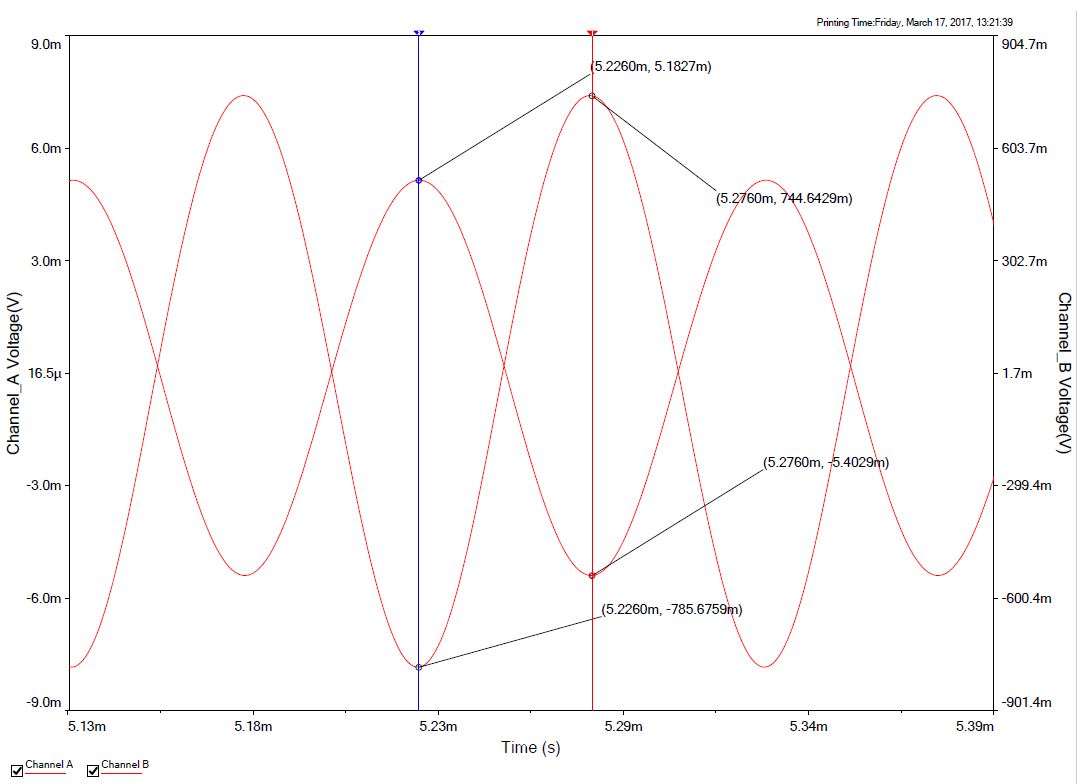 Printing Time:Friday, March 17, 2017, 13:21:39
9.0m
904.7m
(5.2260m, 5.1827m)
6.0m
603.7m
(5.2760m, 744.6429m)
3.0m
302.7m
Channel_A Voltage(V)
Channel_B Voltage(V)
16.5µ
1.7m
(5.2760m, -5.4029m)
-3.0m
-299.4m
-6.0m
-600.4m
(5.2260m, -785.6759m)
-9.0m
-901.4m
5.13m 5.18m 5.23m 5.29m 5.34m 5.39m
Time (s)
Channel A Channel B